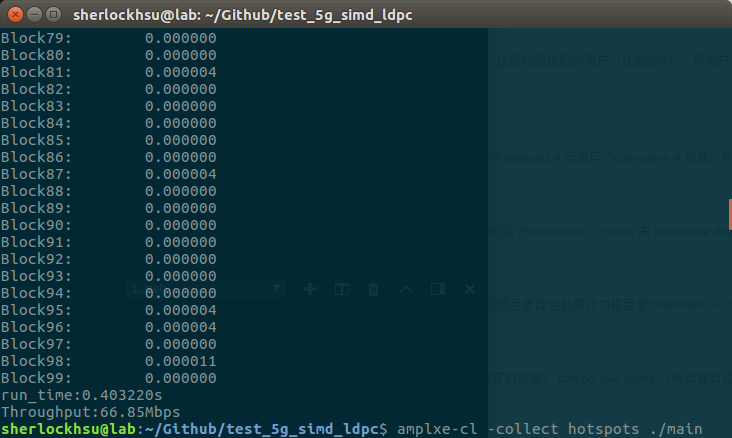 sherlockhsu@lab: ~/Github/test_5g_simd_ldpc
Block79: 0.000000
Block80: 0.000000
Block81: 0.000004
Block82: 0.000000
Block83: 0.000000
Block84: 0.000000
Block85: 0.000000
Block86: 0.000000
Block87: 0.000004
Block88: 0.000000
Block89: 0.000000
Block90: 0.000000
Block91: 0.000000
Block92: 0.000000
Block93: 0.000000
Block94: 0.000000
Block95: 0.000004
Block96: 0.000004
Block97: 0.000000
Block98: 0.000011
Block99: 0.000000
run_time:0.403220s
Throughput:66.85Mbps
sherlockhsu@lab:~/Github/test_5g_simd_ldpc$ amplxe-cl -collect hotspots ./main